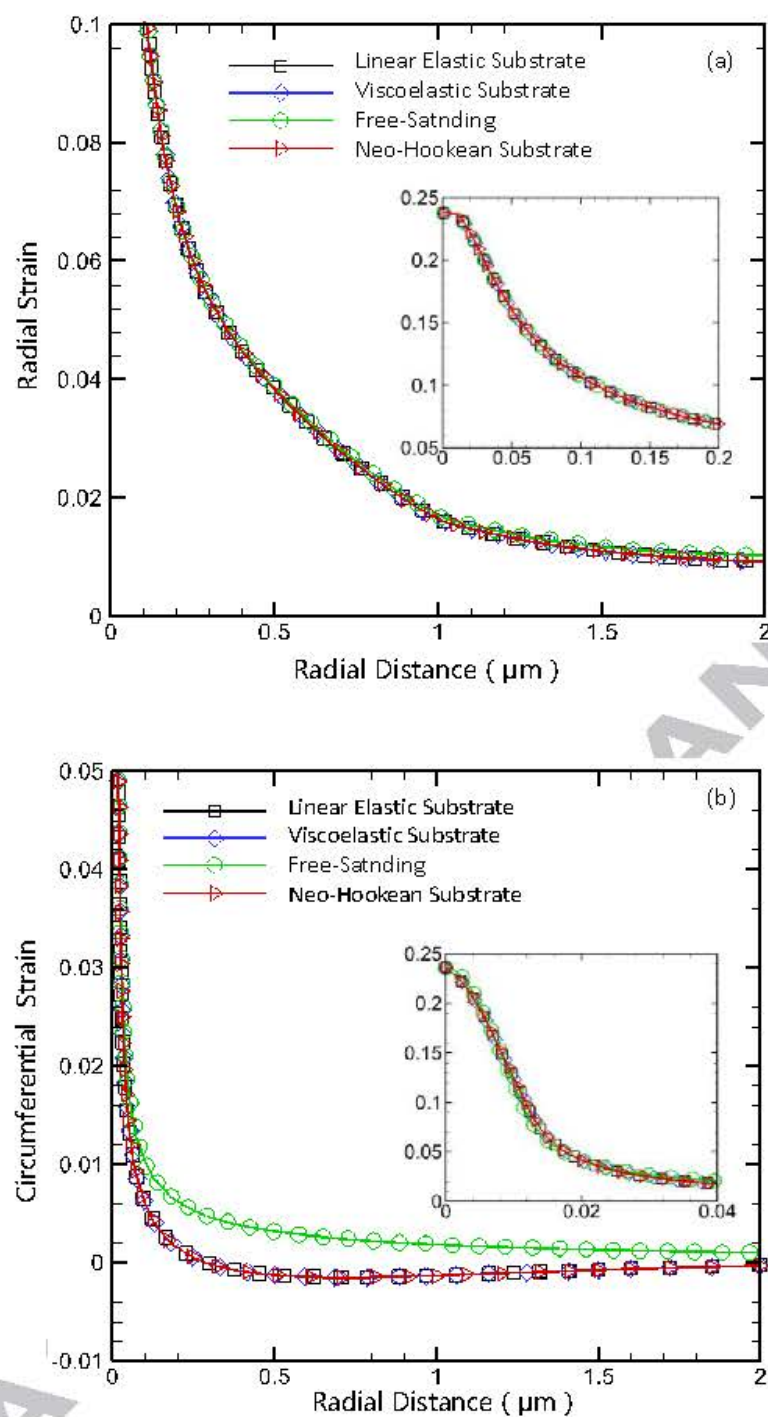 0.1
(a)
Linear Elastic Substrate
Viscoelastic Substrate
Free-Satnding
Neo-Hookean Substrate
0.08
0.06
0.04
0.02
0
Radial Strain
0.25
0.2
0.15
0.1
0.05
0 0.05 0.1 0.15 0.2
0 0.5 1 1.5 2
Radial Distance ( μm )
0.05
(b)
Linear Elastic Substrate
Viscoelastic Substrate
Free-Satnding
Neo-Hookean Substrate
0.04
0.03
0.02
0.01
0
-0.01
Circumferential Strain
0.25
0.2
0.15
0.1
0.05
0
0 0.02 0.04
0 0.5 1 1.5 2
Radial Distance ( μm )